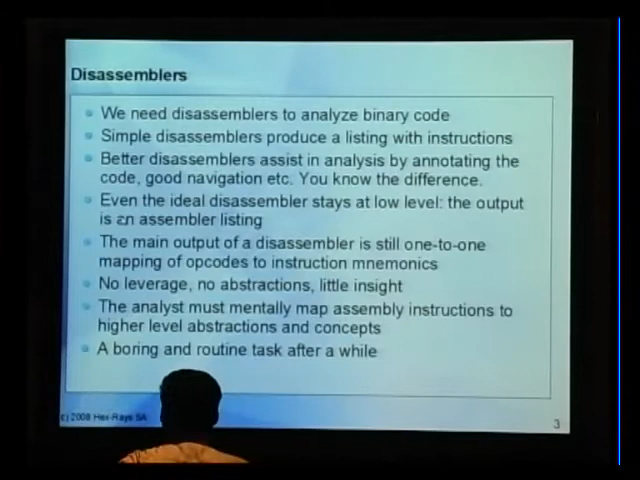 Disassemblers
We need disassemblers to analyze binary code
Simple disassemblers produce a listing with instructions
Better disassemblers assist in analysis by annotating the
code, good navigation etc. You know the difference.
Even the ideal disassembler stays at low level: the output
is an assembler listing
The main output of a disassembler is still one-to-one
mapping of opcodes to instruction mnemonics
No leverage, no abstractions, little insight
The analyst must mentally map assembly instructions to
higher level abstractions and concepts
A boring and routine task after a while
c) 2008 Hex-Rays SA
3